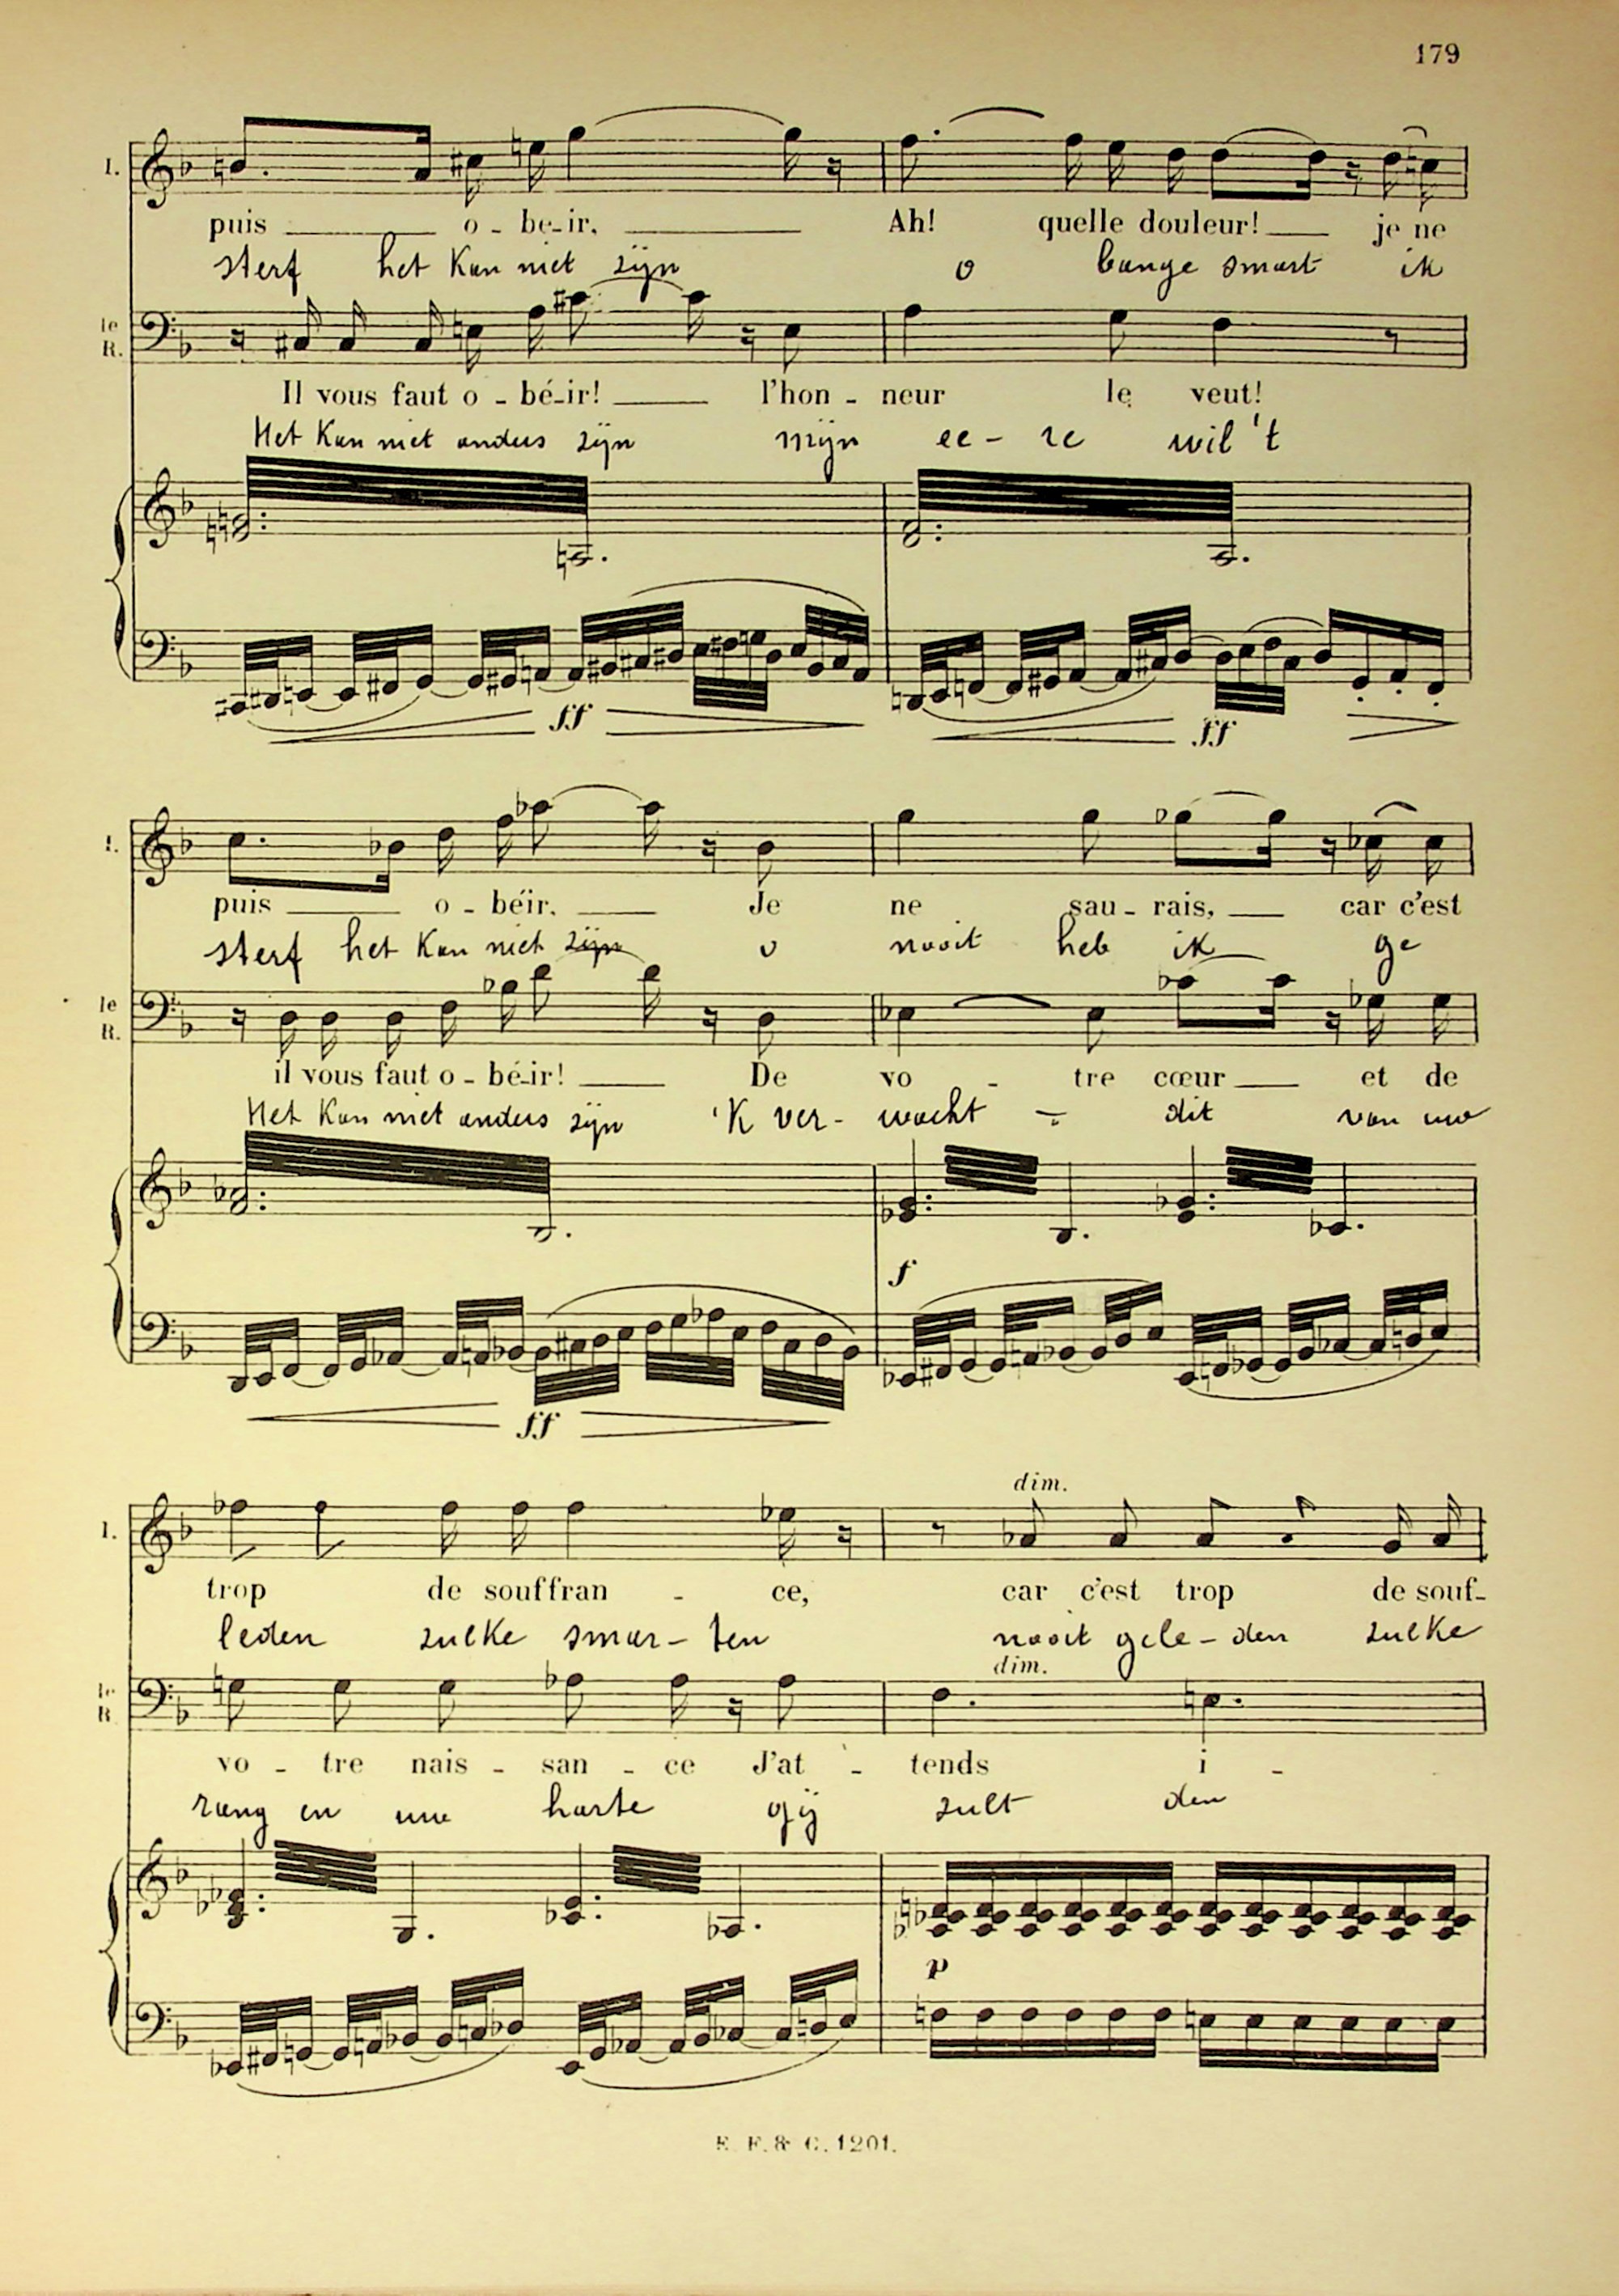 179
I.
puis o - be-ir. Ah! quelle douleur! je ne
sterf het kan niet zijn o bange smart ik
le R.
Il vous faut o - bé-ir! l'hon - neur le veut!
Het kan niet anders zijn mijn ee - re wil 't
ff ff
I.
puis o - béir. Je ne sau - rais, car c'est
sterf het kan niet zijn o nooit heb ik ge
le R.
il vous faut o - bé-ir! De vo - tre cœur et de
Het kan niet anders zijn 'k ver - wacht - dit van uw
f
ff
dim.
I.
trop de souffran - ce, car c'est trop de souf-
leden zulke smar - ten nooit gele - den zulke
dim.
le R
vo - tre nais - san - ce J'at - tends i -
rang en uw harte gij zult den
p
E. F. & C. 1201.